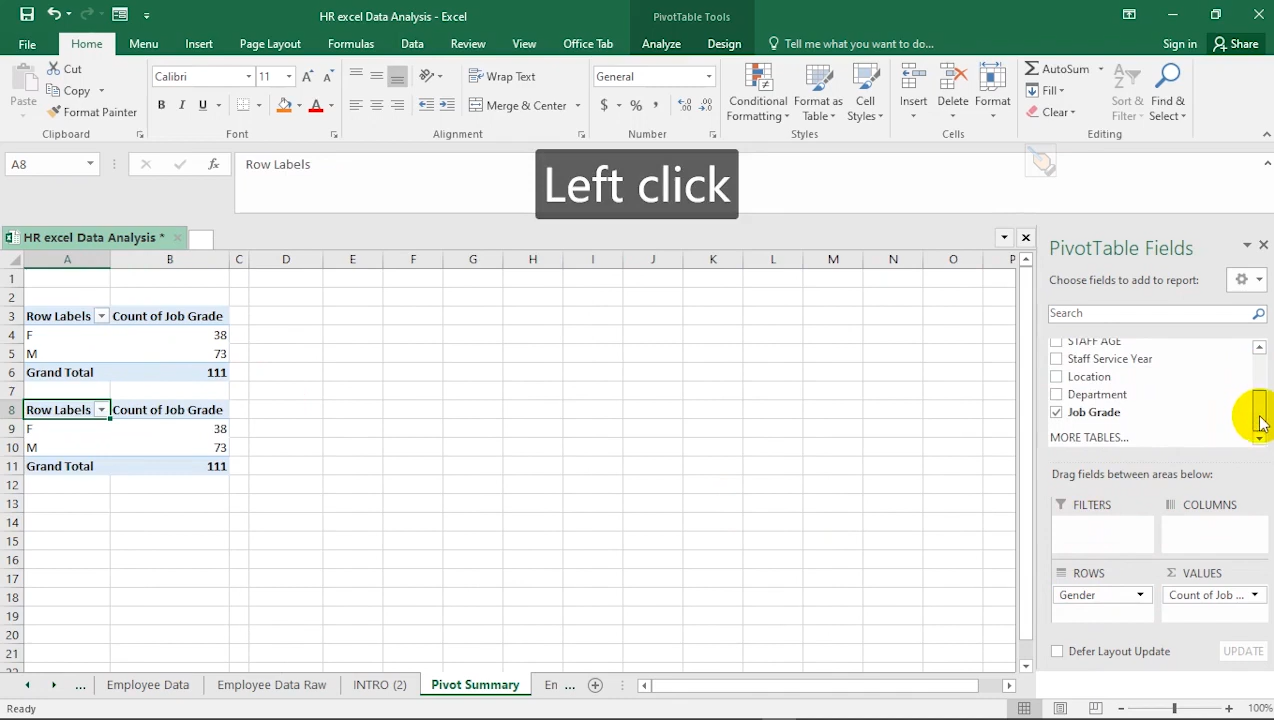 HR excel Data Analysis - Excel
PivotTable Tools
File Home Menu Insert Page Layout Formulas Data Review View Office Tab Analyze Design Tell me what you want to do... Sign in Share
Paste
Cut
Copy
Format Painter
Clipboard
Calibri 11
B I U A
Font
Wrap Text
Merge & Center
Alignment
General
$ % ,
Number
Conditional Formatting
Format as Table
Cell Styles
Styles
Insert Delete Format
Cells
AutoSum
Fill
Clear
Sort & Filter
Find & Select
Editing
A8 fx Row Labels
Left click
HR excel Data Analysis *
A B C D E F G H I J K L M N O P
1
2
3 Row Labels Count of Job Grade
4 F 38
5 M 73
6 Grand Total 111
7
8 Row Labels Count of Job Grade
9 F 38
10 M 73
11 Grand Total 111
12
13
14
15
16
17
18
19
20
21
22
PivotTable Fields
Choose fields to add to report:
Search
STAFF AGE
Staff Service Year
Location
Department
Job Grade
MORE TABLES...
Drag fields between areas below:
FILTERS COLUMNS
ROWS Σ VALUES
Gender Count of Job ...
Defer Layout Update UPDATE
... Employee Data Employee Data Raw INTRO (2) Pivot Summary En ...
Ready 100%